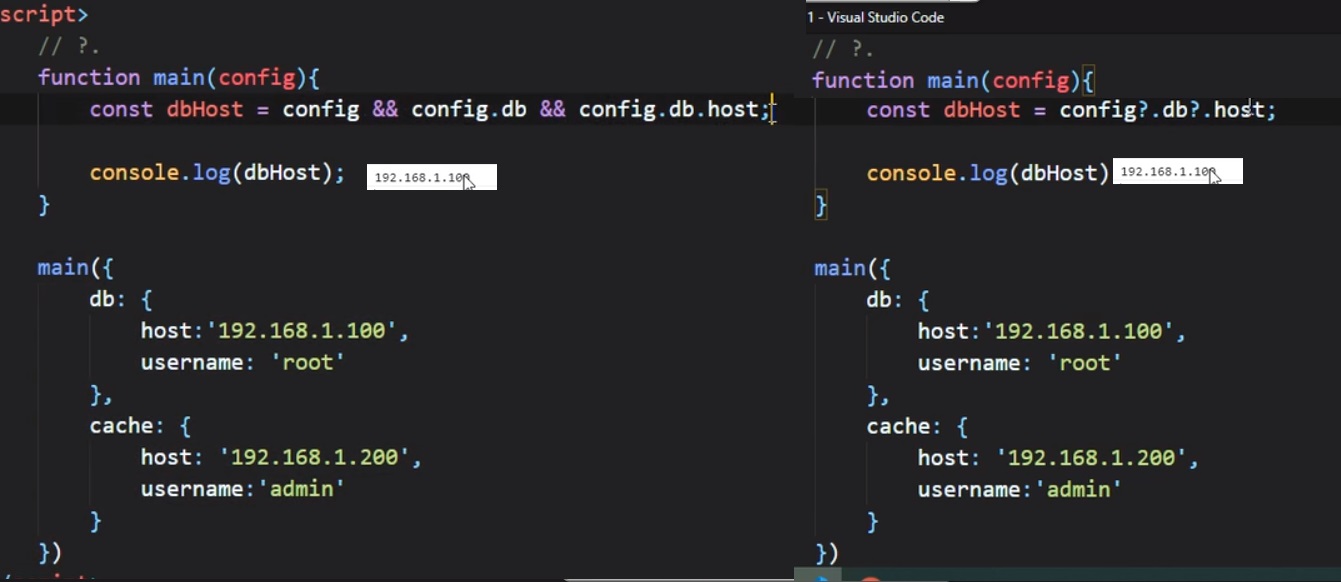 script>
// ?.
function main(config){
const dbHost = config && config.db && config.db.host;
console.log(dbHost);
192.168.1.100
}
main({
db: {
host:'192.168.1.100',
username: 'root'
},
cache: {
host: '192.168.1.200',
username:'admin'
}
})
1 - Visual Studio Code
// ?.
function main(config){
const dbHost = config?.db?.host;
console.log(dbHost)
192.168.1.100
}
main({
db: {
host:'192.168.1.100',
username: 'root'
},
cache: {
host: '192.168.1.200',
username:'admin'
}
})